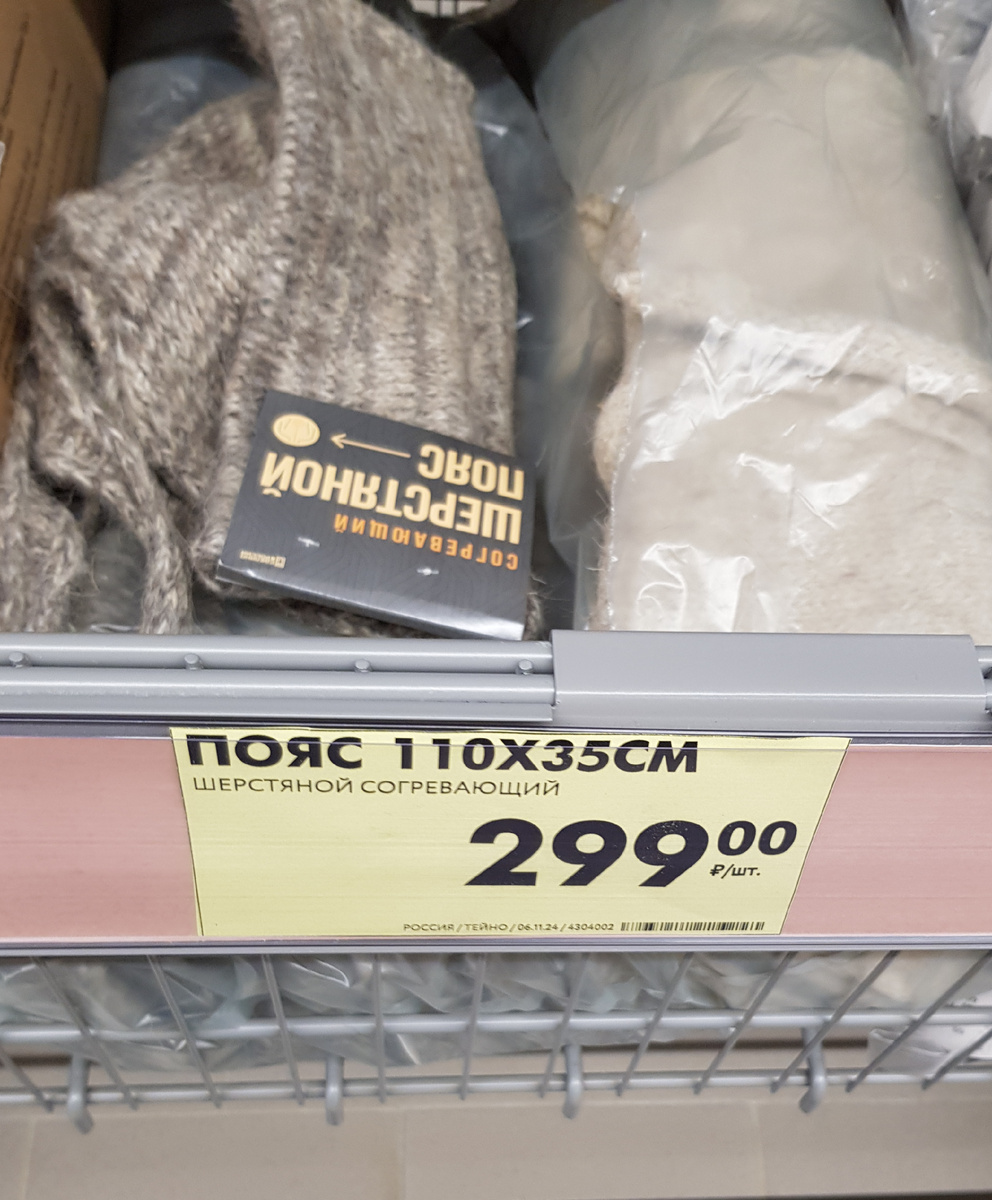 СОГРЕВАЮЩИЙ
ШЕРСТЯНОЙ
ПОЯС
ПОЯС 110Х35СМ
ШЕРСТЯНОЙ СОГРЕВАЮЩИЙ
299 00
₽/шт.
РОССИЯ / ТЕЙНО / 06.11.24 / 4304002